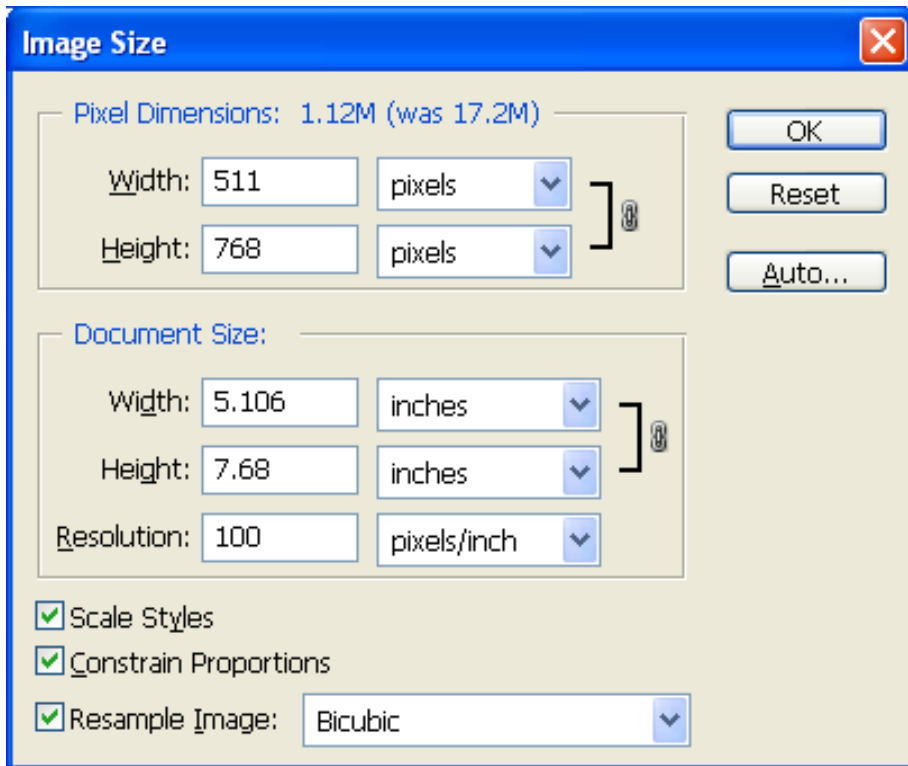 Image Size
Pixel Dimensions: 1.12M (was 17.2M)
Width: 511 pixels
Height: 768 pixels
OK
Reset
Auto...
Document Size:
Width: 5.106 inches
Height: 7.68 inches
Resolution: 100 pixels/inch
Scale Styles
Constrain Proportions
Resample Image: Bicubic